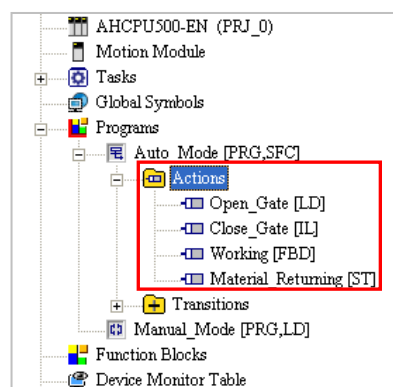 AHCPU500-EN (PRJ_0)
Motion Module
Tasks
Global Symbols
Programs
Auto_Mode [PRG,SFC]
Actions
Open_Gate [LD]
Close_Gate [IL]
Working [FBD]
Material_Returning [ST]
Transitions
Manual_Mode [PRG,LD]
Function Blocks
Device Monitor Table